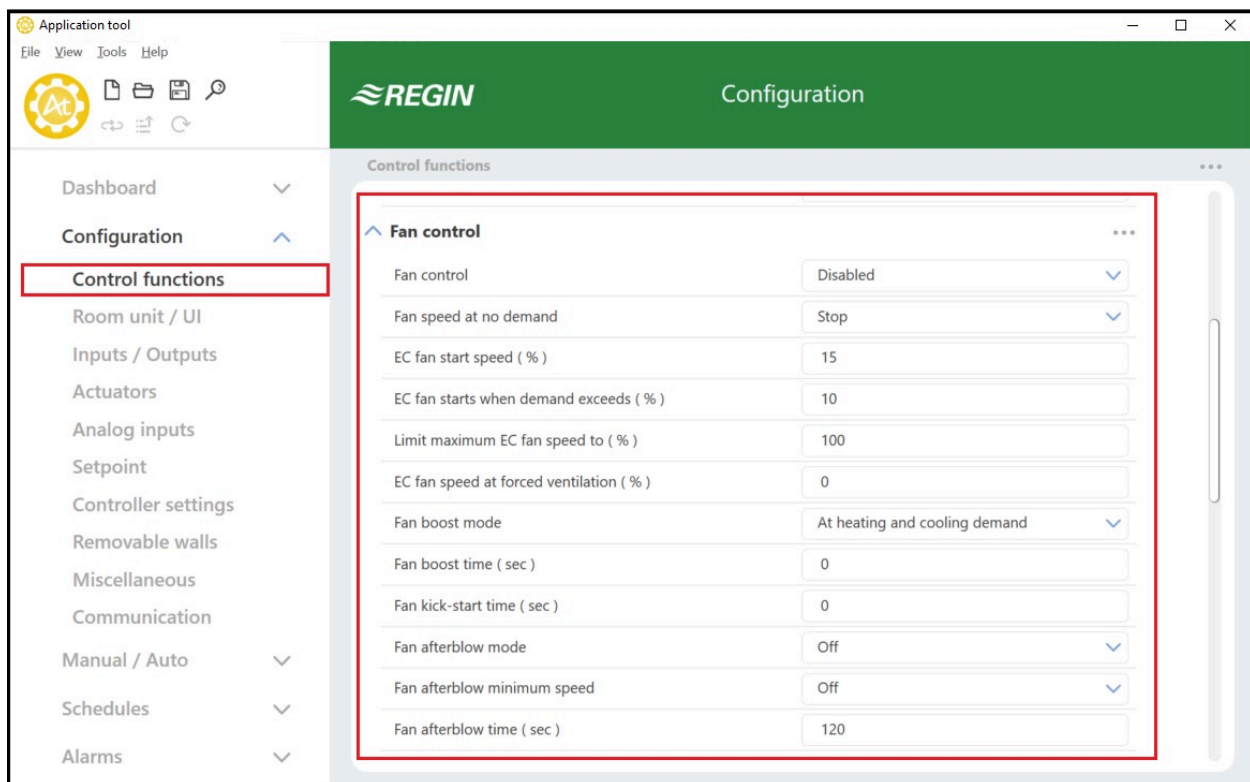 Application tool
File View Tools Help
At
REGIN
Configuration
Dashboard
Configuration
Control functions
Room unit / UI
Inputs / Outputs
Actuators
Analog inputs
Setpoint
Controller settings
Removable walls
Miscellaneous
Communication
Manual / Auto
Schedules
Alarms
Control functions
Fan control
Fan control Disabled
Fan speed at no demand Stop
EC fan start speed ( % ) 15
EC fan starts when demand exceeds ( % ) 10
Limit maximum EC fan speed to ( % ) 100
EC fan speed at forced ventilation ( % ) 0
Fan boost mode At heating and cooling demand
Fan boost time ( sec ) 0
Fan kick-start time ( sec ) 0
Fan afterblow mode Off
Fan afterblow minimum speed Off
Fan afterblow time ( sec ) 120